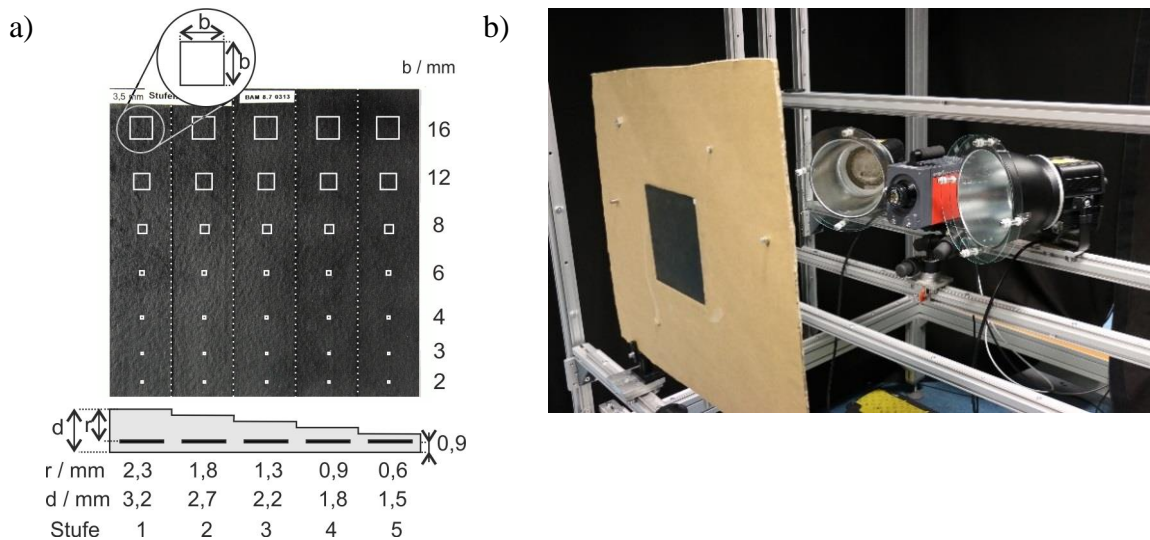 a)
b)
b
b
b / mm
3,5 mm Stufen
BAM 8.7.0313
16
12
8
6
4
3
2
d
r
0,9
r / mm 2,3 1,8 1,3 0,9 0,6
d / mm 3,2 2,7 2,2 1,8 1,5
Stufe 1 2 3 4 5